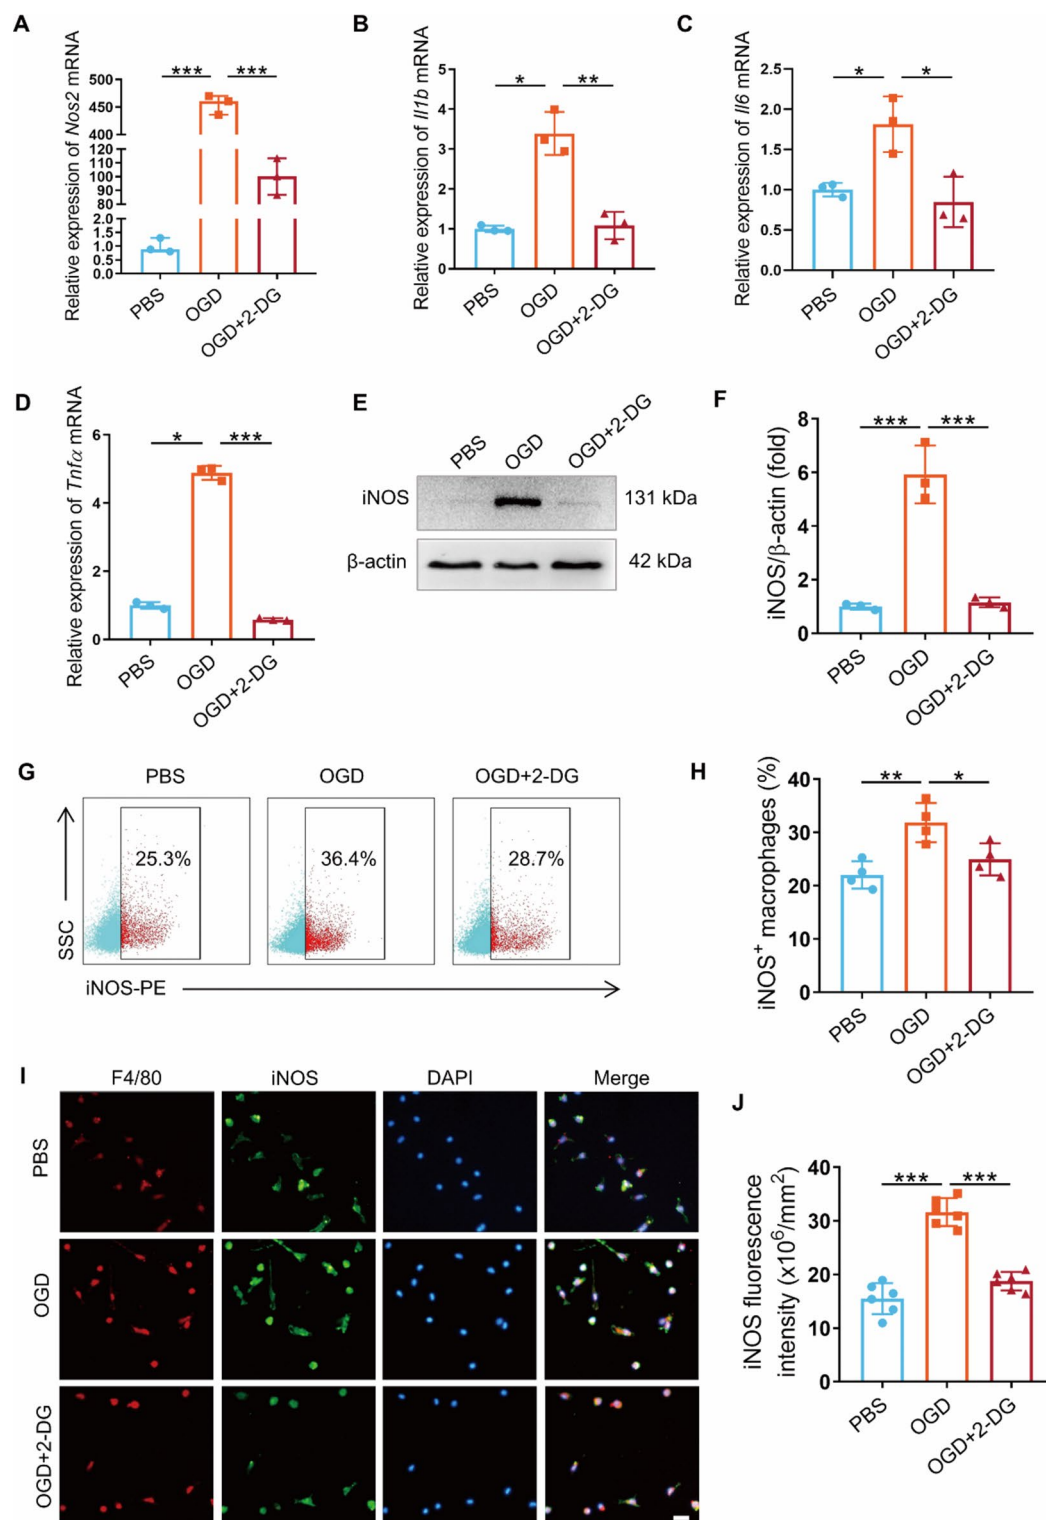 A
Relative expression of Nos2 mRNA
*** ***
500
450
400
120
110
100
90
80
2.0
1.5
1.0
0.5
0.0
PBS
OGD
OGD+2-DG
B
Relative expression of Il1b mRNA
* **
5
4
3
2
1
0
PBS
OGD
OGD+2-DG
C
Relative expression of Il6 mRNA
* *
2.5
2.0
1.5
1.0
0.5
0.0
PBS
OGD
OGD+2-DG
D
Relative expression of Tnfα mRNA
* ***
6
4
2
0
PBS
OGD
OGD+2-DG
E
PBS OGD OGD+2-DG
iNOS 131 kDa
β-actin 42 kDa
F
iNOS/β-actin (fold)
*** ***
8
6
4
2
0
PBS
OGD
OGD+2-DG
G
PBS OGD OGD+2-DG
25.3% 36.4% 28.7%
SSC
iNOS-PE
H
iNOS⁺ macrophages (%)
** *
40
30
20
10
0
PBS
OGD
OGD+2-DG
I
F4/80 iNOS DAPI Merge
PBS
OGD
OGD+2-DG
J
iNOS fluorescence
intensity (x10⁶/mm²)
*** ***
40
30
20
10
0
PBS
OGD
OGD+2-DG